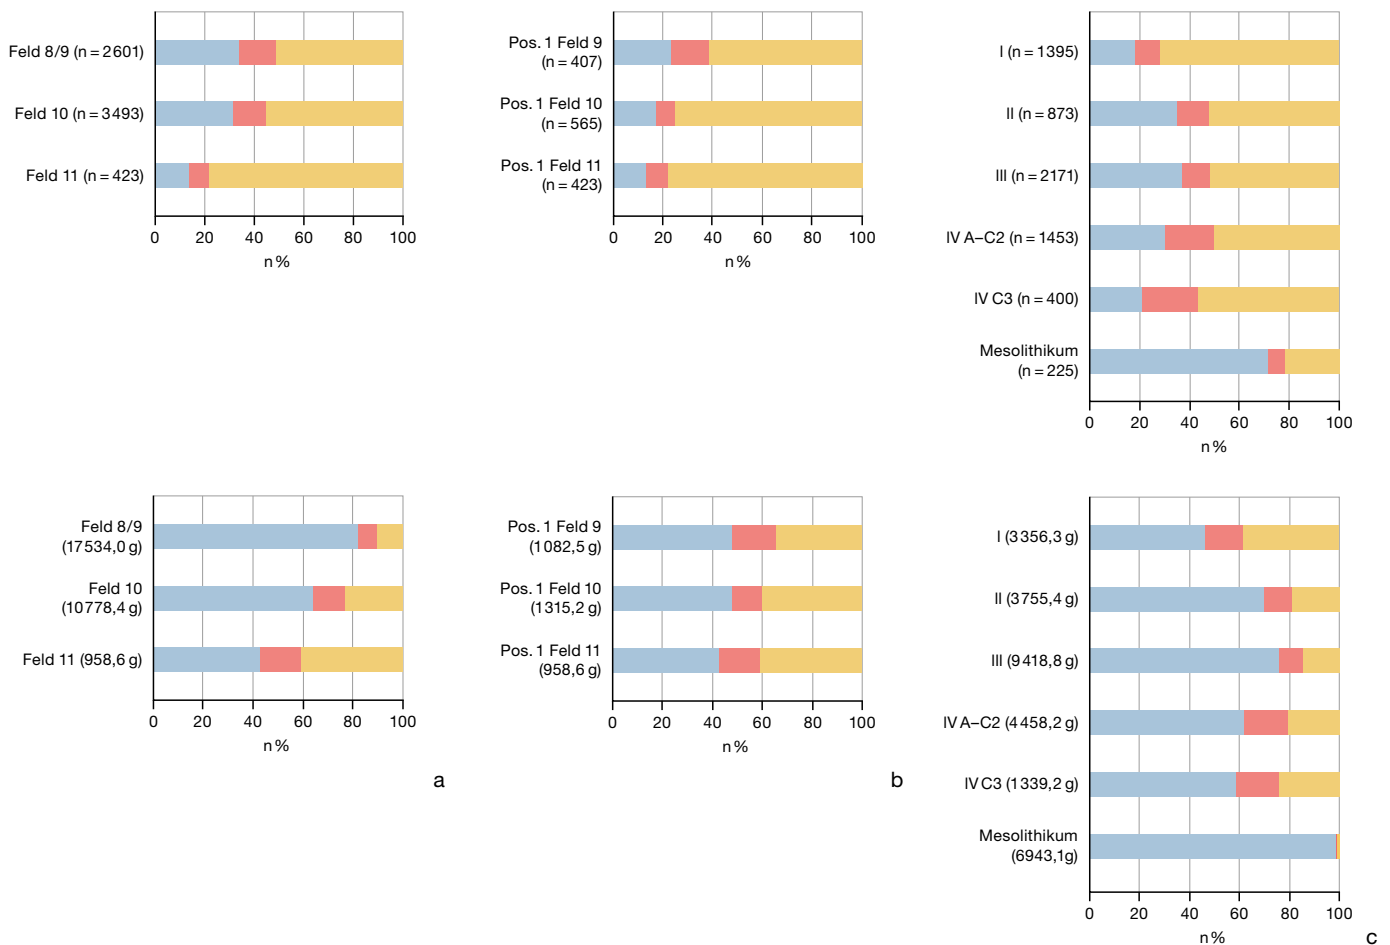 Feld 8/9 (n = 2601)
Feld 10 (n = 3493)
Feld 11 (n = 423)
0 20 40 60 80 100
n %
Pos. 1 Feld 9
(n = 407)
Pos. 1 Feld 10
(n = 565)
Pos. 1 Feld 11
(n = 423)
0 20 40 60 80 100
n %
I (n = 1395)
II (n = 873)
III (n = 2171)
IV A–C2 (n = 1453)
IV C3 (n = 400)
Mesolithikum
(n = 225)
0 20 40 60 80 100
n %
Feld 8/9
(17534,0 g)
Feld 10
(10778,4 g)
Feld 11 (958,6 g)
0 20 40 60 80 100
n %
a
Pos. 1 Feld 9
(1082,5 g)
Pos. 1 Feld 10
(1315,2 g)
Pos. 1 Feld 11
(958,6 g)
0 20 40 60 80 100
n %
b
I (3356,3 g)
II (3755,4 g)
III (9418,8 g)
IV A–C2 (4458,2 g)
IV C3 (1339,2 g)
Mesolithikum
(6943,1g)
0 20 40 60 80 100
n %
c